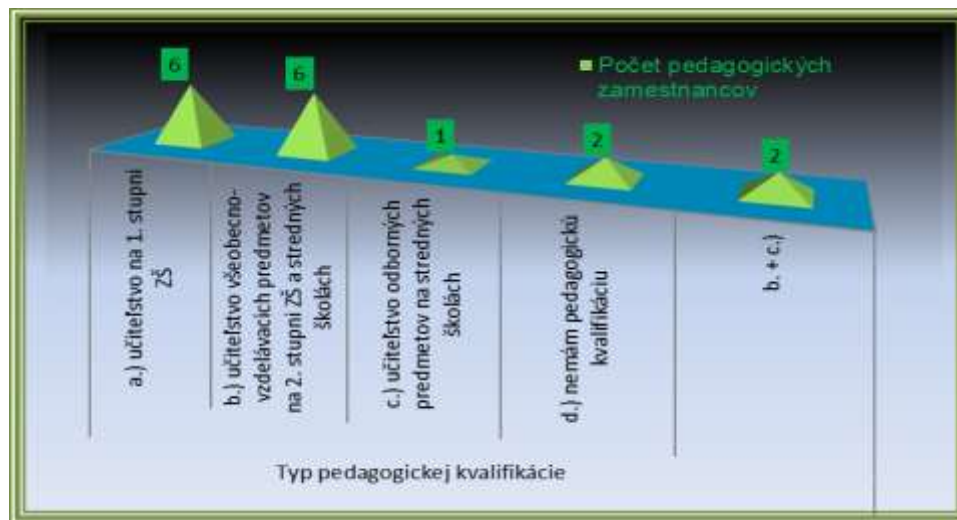 6
6
1
2
2
Počet pedagogických
zamestnancov
a.) učiteľstvo na 1. stupni
ZŠ
b.) učiteľstvo všeobecno-
vzdelávacích predmetov
na 2. stupni ZŠ a stredných
školách
c.) učiteľstvo odborných
predmetov na stredných
školách
d.) nemám pedagogickú
kvalifikáciu
b. + c.)
Typ pedagogickej kvalifikácie